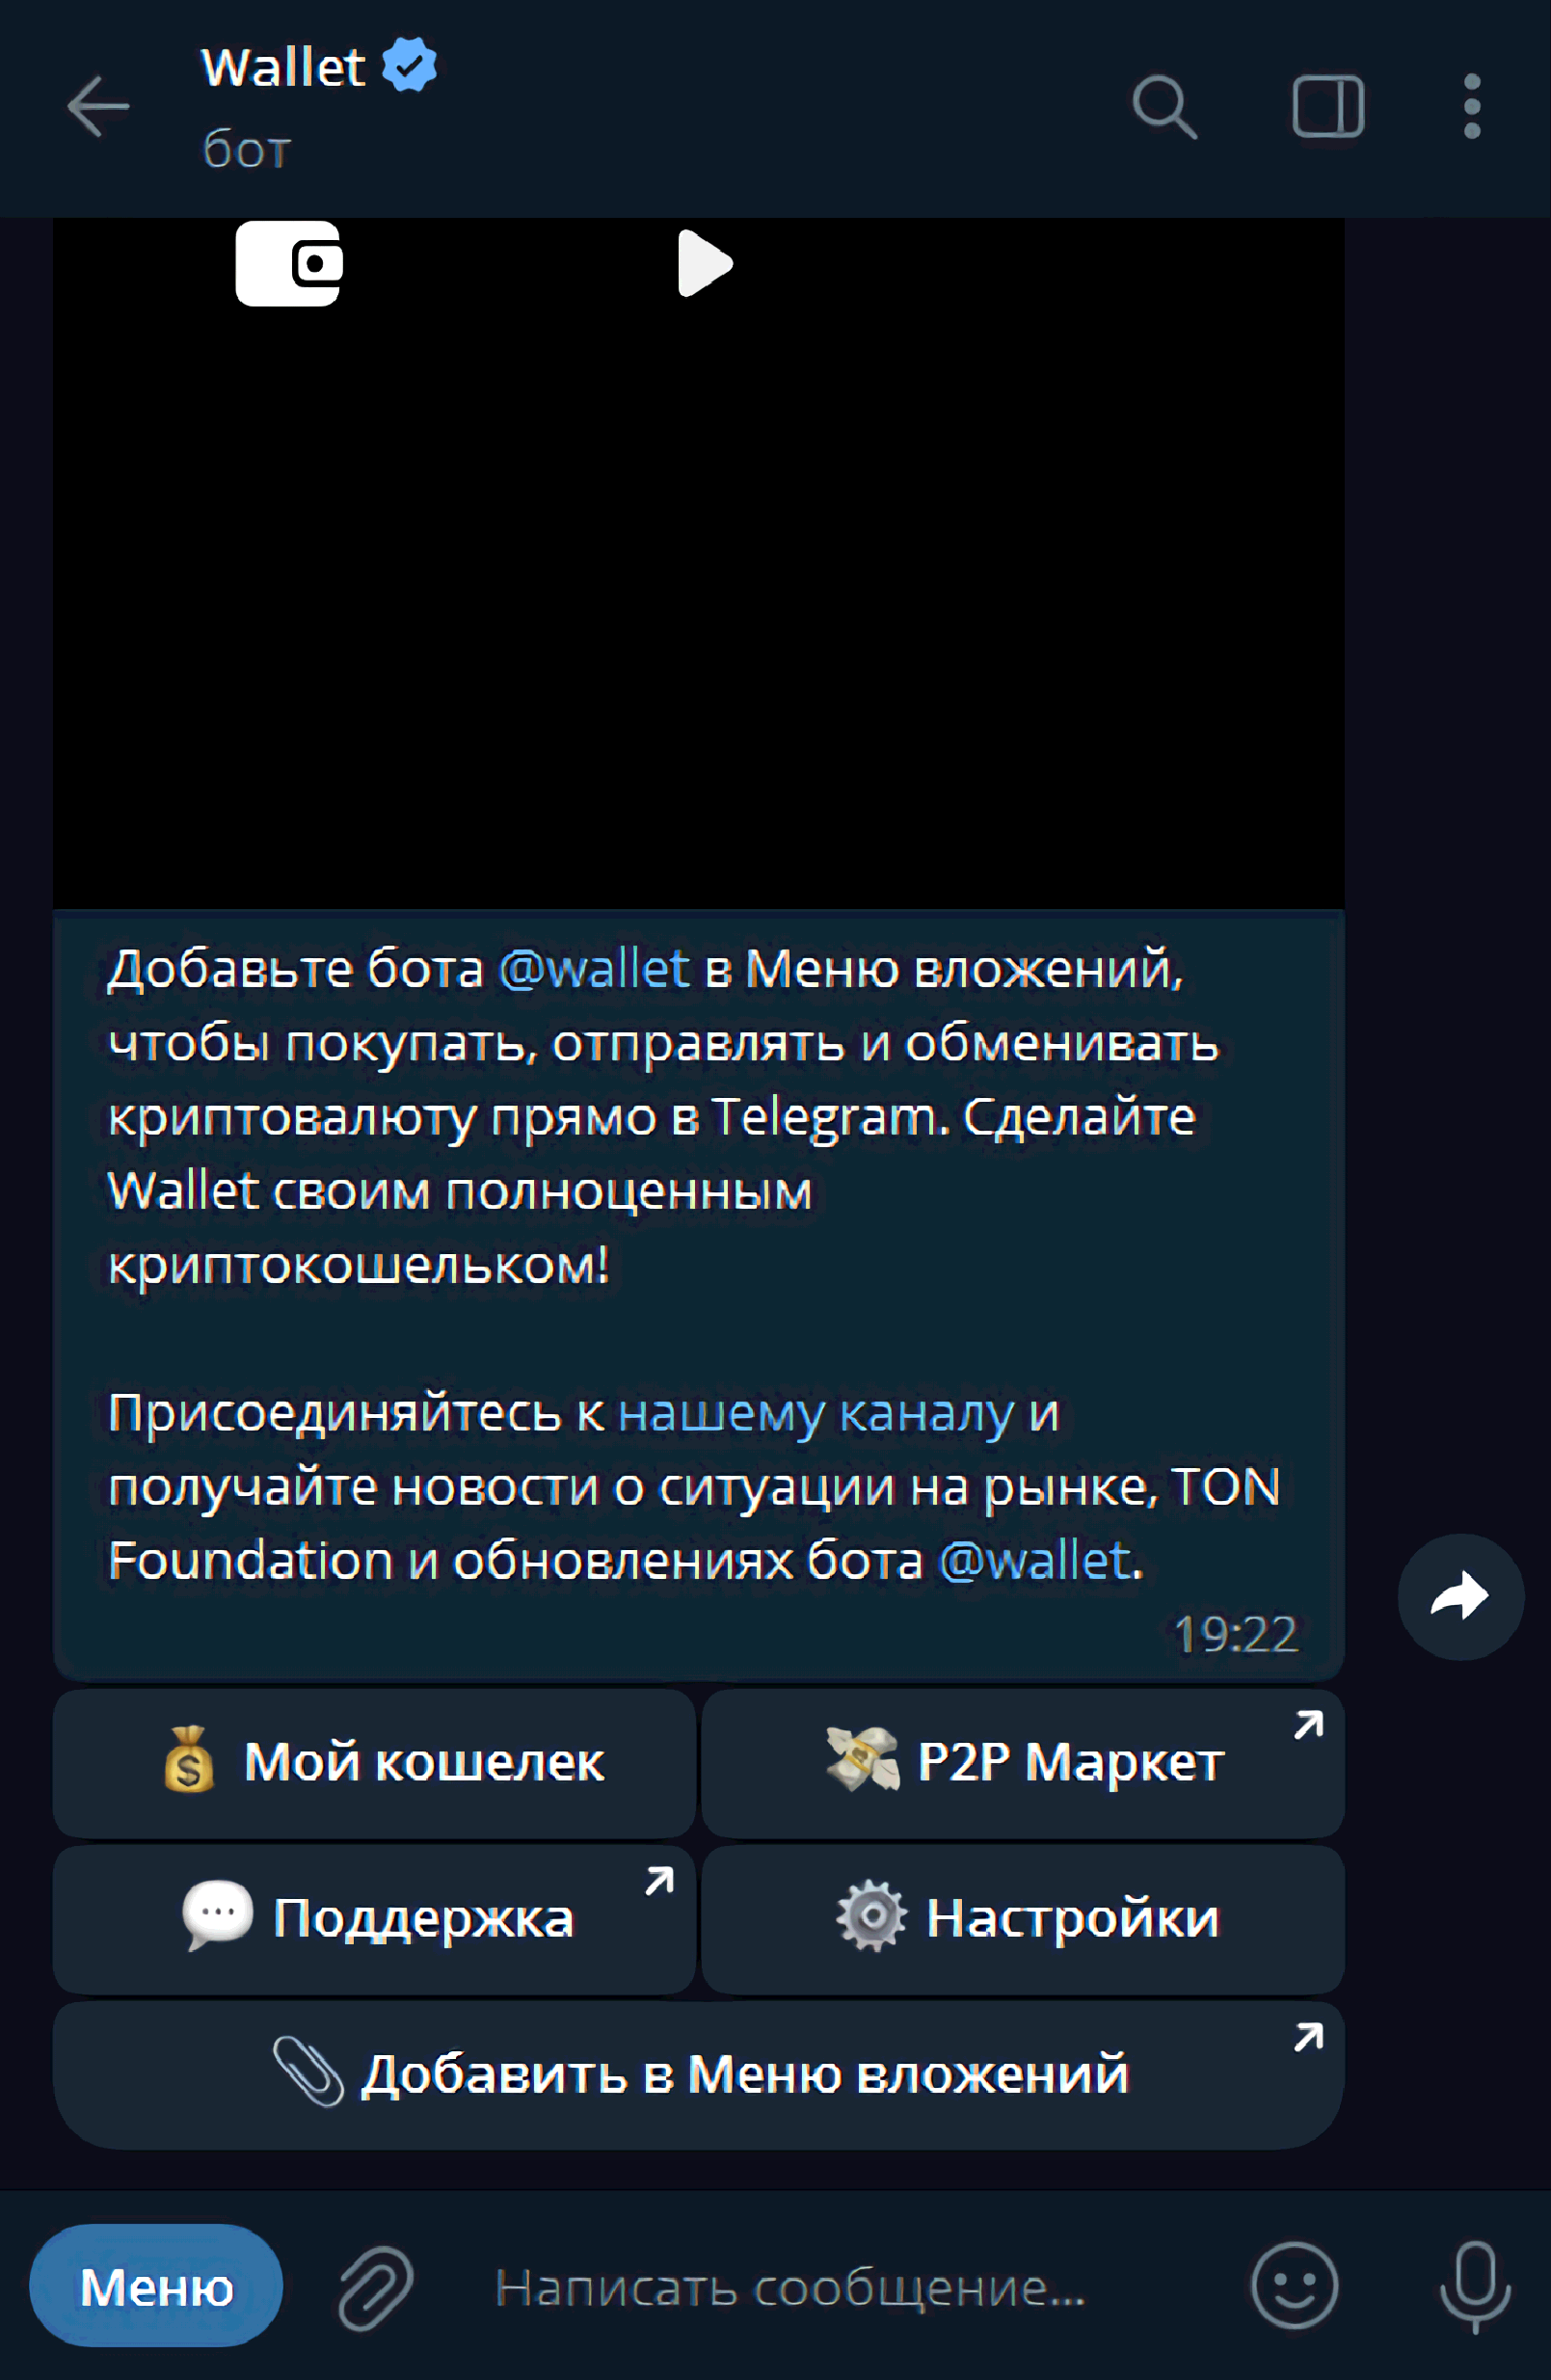 Wallet
бот
Добавьте бота @wallet в Меню вложений,
чтобы покупать, отправлять и обменивать
криптовалюту прямо в Telegram. Сделайте
Wallet своим полноценным
криптокошельком!
Присоединяйтесь к нашему каналу и
получайте новости о ситуации на рынке, TON
Foundation и обновлениях бота @wallet.
19:22
Мой кошелек
P2P Маркет
Поддержка
Настройки
Добавить в Меню вложений
Меню
Написать сообщение...